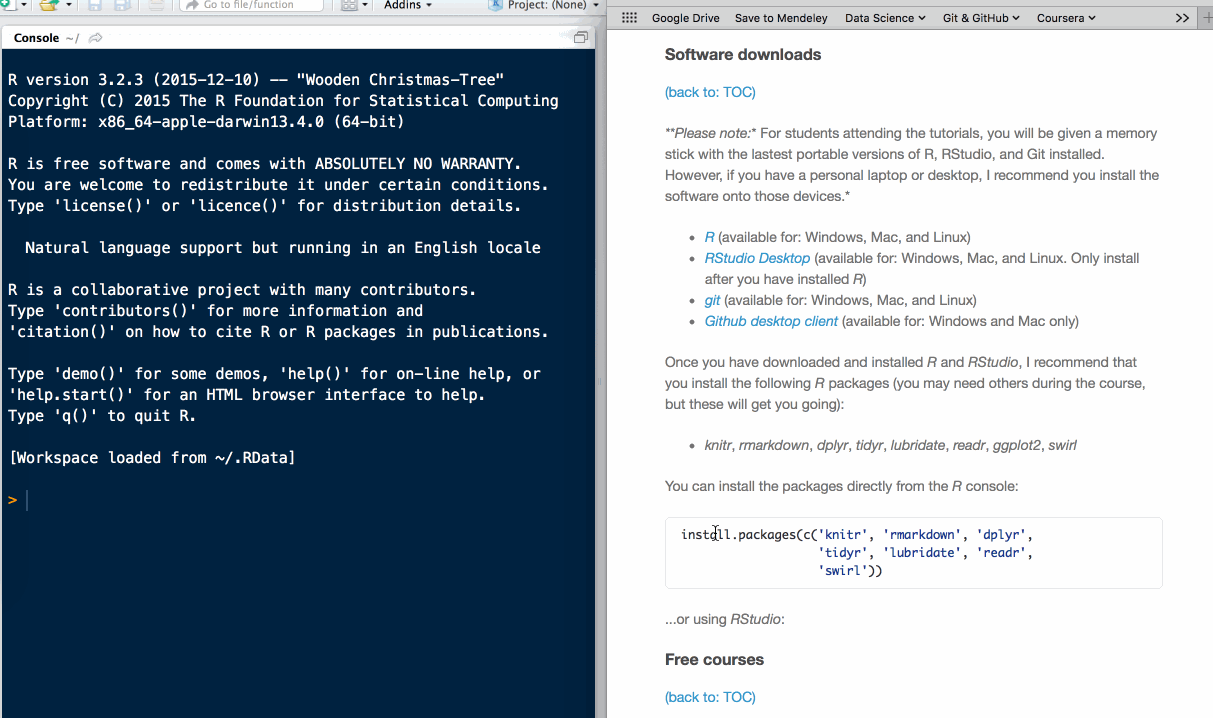 Go to file/function
Addins
Project: (None)
Console ~/
R version 3.2.3 (2015-12-10) -- "Wooden Christmas-Tree"
Copyright (C) 2015 The R Foundation for Statistical Computing
Platform: x86_64-apple-darwin13.4.0 (64-bit)
R is free software and comes with ABSOLUTELY NO WARRANTY.
You are welcome to redistribute it under certain conditions.
Type 'license()' or 'licence()' for distribution details.
Natural language support but running in an English locale
R is a collaborative project with many contributors.
Type 'contributors()' for more information and
'citation()' on how to cite R or R packages in publications.
Type 'demo()' for some demos, 'help()' for on-line help, or
'help.start()' for an HTML browser interface to help.
Type 'q()' to quit R.
[Workspace loaded from ~/.RData]
>
Google Drive Save to Mendeley Data Science Git & GitHub Coursera >>
Software downloads
(back to: TOC)
**Please note:* For students attending the tutorials, you will be given a memory
stick with the lastest portable versions of R, RStudio, and Git installed.
However, if you have a personal laptop or desktop, I recommend you install the
software onto those devices.*
• R (available for: Windows, Mac, and Linux)
• RStudio Desktop (available for: Windows, Mac, and Linux. Only install
after you have installed R)
• git (available for: Windows, Mac, and Linux)
• Github desktop client (available for: Windows and Mac only)
Once you have downloaded and installed R and RStudio, I recommend that
you install the following R packages (you may need others during the course,
but these will get you going):
• knitr, rmarkdown, dplyr, tidyr, lubridate, readr, ggplot2, swirl
You can install the packages directly from the R console:
install.packages(c('knitr', 'rmarkdown', 'dplyr',
'tidyr', 'lubridate', 'readr',
'swirl'))
...or using RStudio:
Free courses
(back to: TOC)